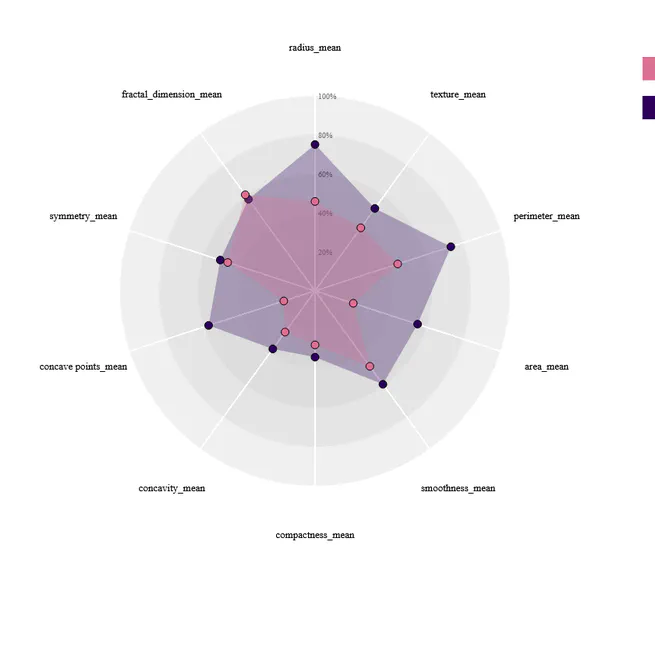 radius_mean
fractal_dimension_mean
texture_mean
100%
80%
60%
symmetry_mean
perimeter_mean
40%
20%
concave points_mean
area_mean
concavity_mean
smoothness_mean
compactness_mean